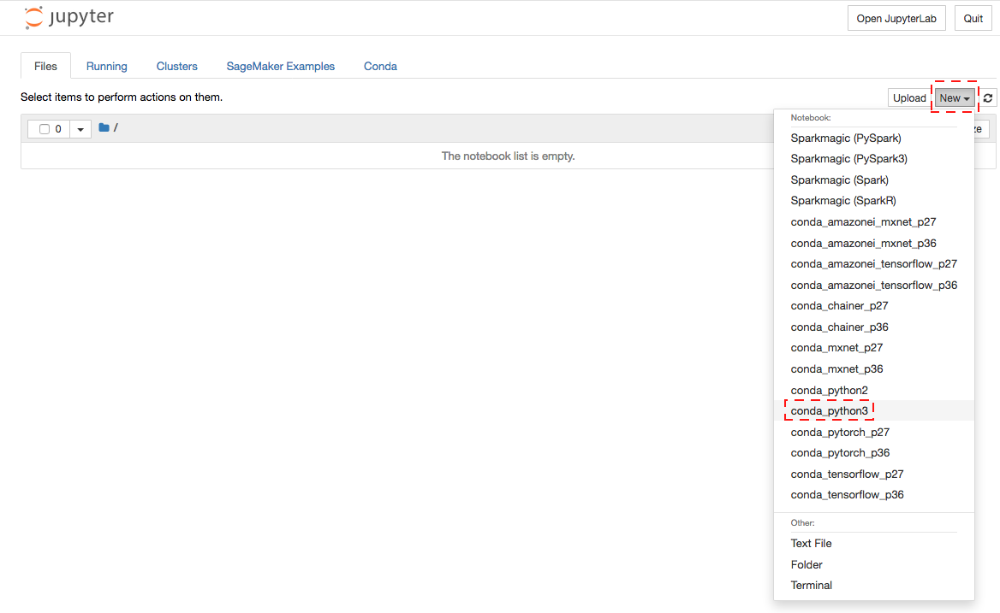 jupyter
Open JupyterLab
Quit
Files
Running
Clusters
SageMaker Examples
Conda
Select items to perform actions on them.
Upload
New
0
/
ze
The notebook list is empty.
Notebook:
Sparkmagic (PySpark)
Sparkmagic (PySpark3)
Sparkmagic (Spark)
Sparkmagic (SparkR)
conda_amazonei_mxnet_p27
conda_amazonei_mxnet_p36
conda_amazonei_tensorflow_p27
conda_amazonei_tensorflow_p36
conda_chainer_p27
conda_chainer_p36
conda_mxnet_p27
conda_mxnet_p36
conda_python2
conda_python3
conda_pytorch_p27
conda_pytorch_p36
conda_tensorflow_p27
conda_tensorflow_p36
Other:
Text File
Folder
Terminal